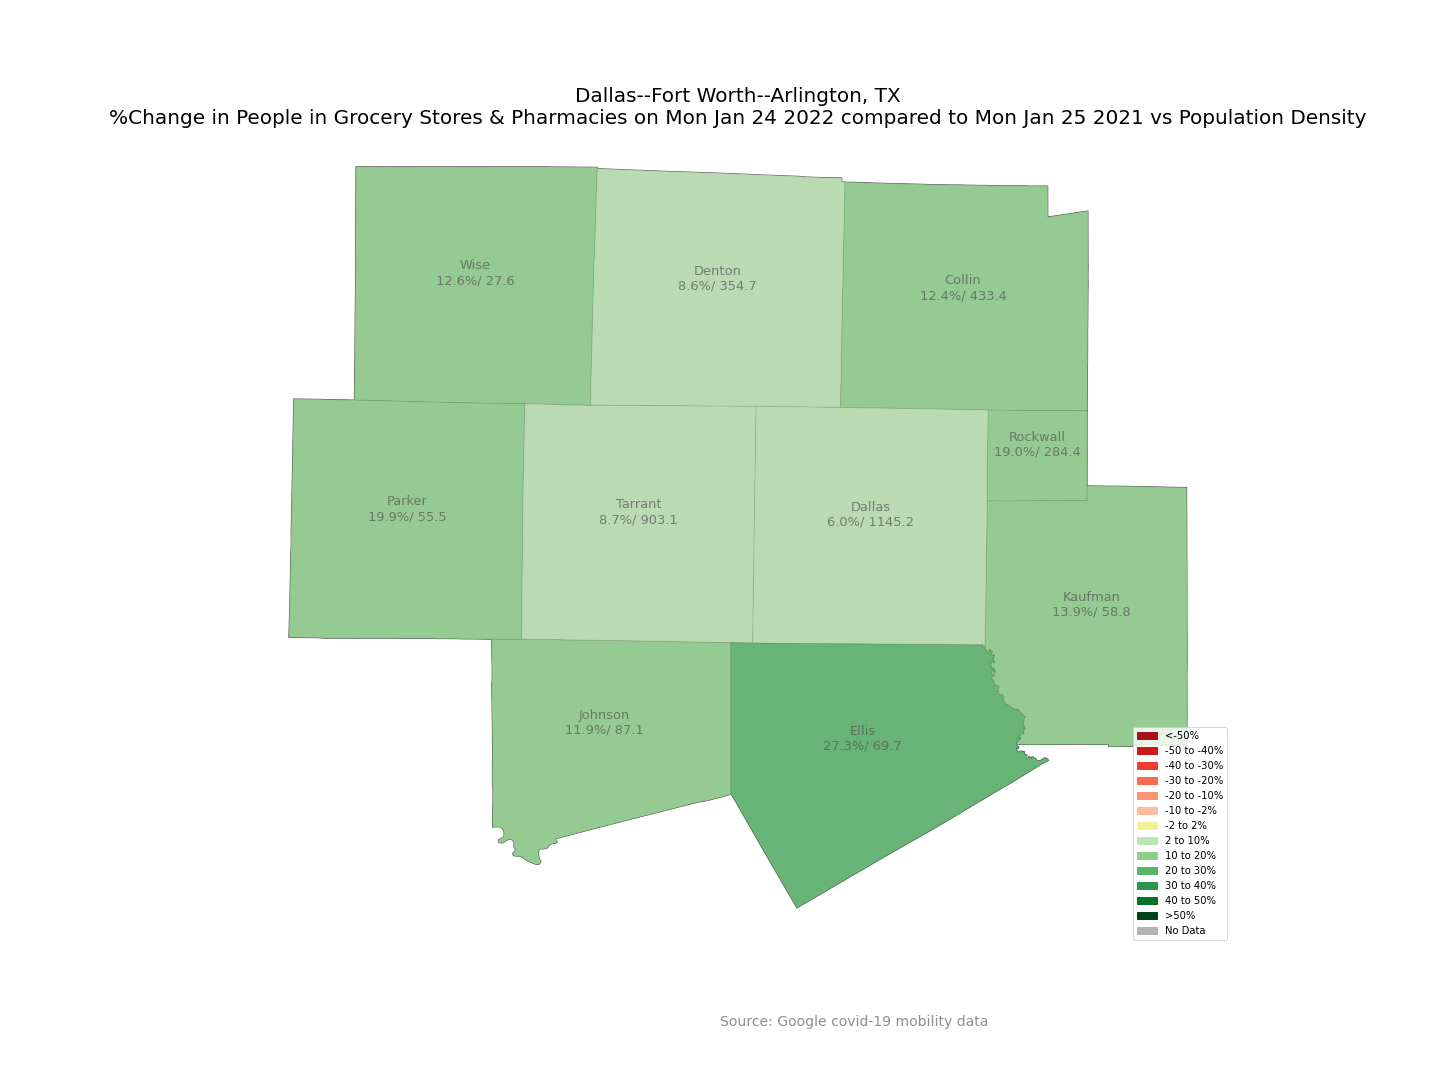 Dallas--Fort Worth--Arlington, TX
%Change in People in Grocery Stores & Pharmacies on Mon Jan 24 2022 compared to Mon Jan 25 2021 vs Population Density
Wise
12.6%/ 27.6
Denton
8.6%/ 354.7
Collin
12.4%/ 433.4
Rockwall
19.0%/ 284.4
Parker
19.9%/ 55.5
Tarrant
8.7%/ 903.1
Dallas
6.0%/ 1145.2
Kaufman
13.9%/ 58.8
Johnson
11.9%/ 87.1
Ellis
27.3%/ 69.7
<-50%
-50 to -40%
-40 to -30%
-30 to -20%
-20 to -10%
-10 to -2%
-2 to 2%
2 to 10%
10 to 20%
20 to 30%
30 to 40%
40 to 50%
>50%
No Data
Source: Google covid-19 mobility data